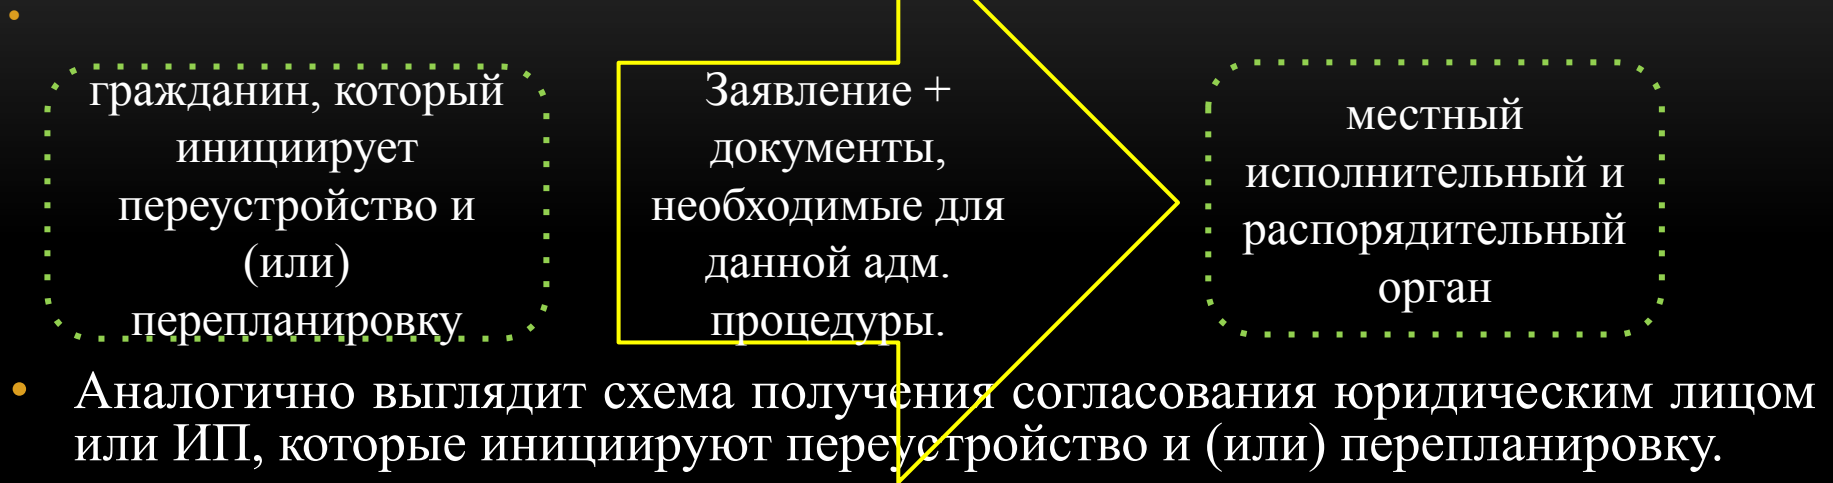 гражданин, который
инициирует
переустройство и
(или)
перепланировку
Заявление +
документы,
необходимые для
данной адм.
процедуры.
местный
исполнительный и
распорядительный
орган
Аналогично выглядит схема получения согласования юридическим лицом
или ИП, которые инициируют переустройство и (или) перепланировку.